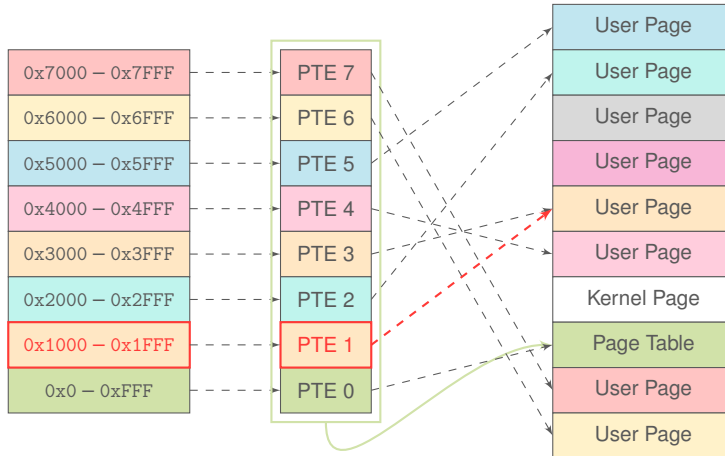 0x7000 – 0x7FFF
0x6000 – 0x6FFF
0x5000 – 0x5FFF
0x4000 – 0x4FFF
0x3000 – 0x3FFF
0x2000 – 0x2FFF
0x1000 – 0x1FFF
0x0 – 0xFFF
PTE 7
PTE 6
PTE 5
PTE 4
PTE 3
PTE 2
PTE 1
PTE 0
User Page
User Page
User Page
User Page
User Page
User Page
Kernel Page
Page Table
User Page
User Page